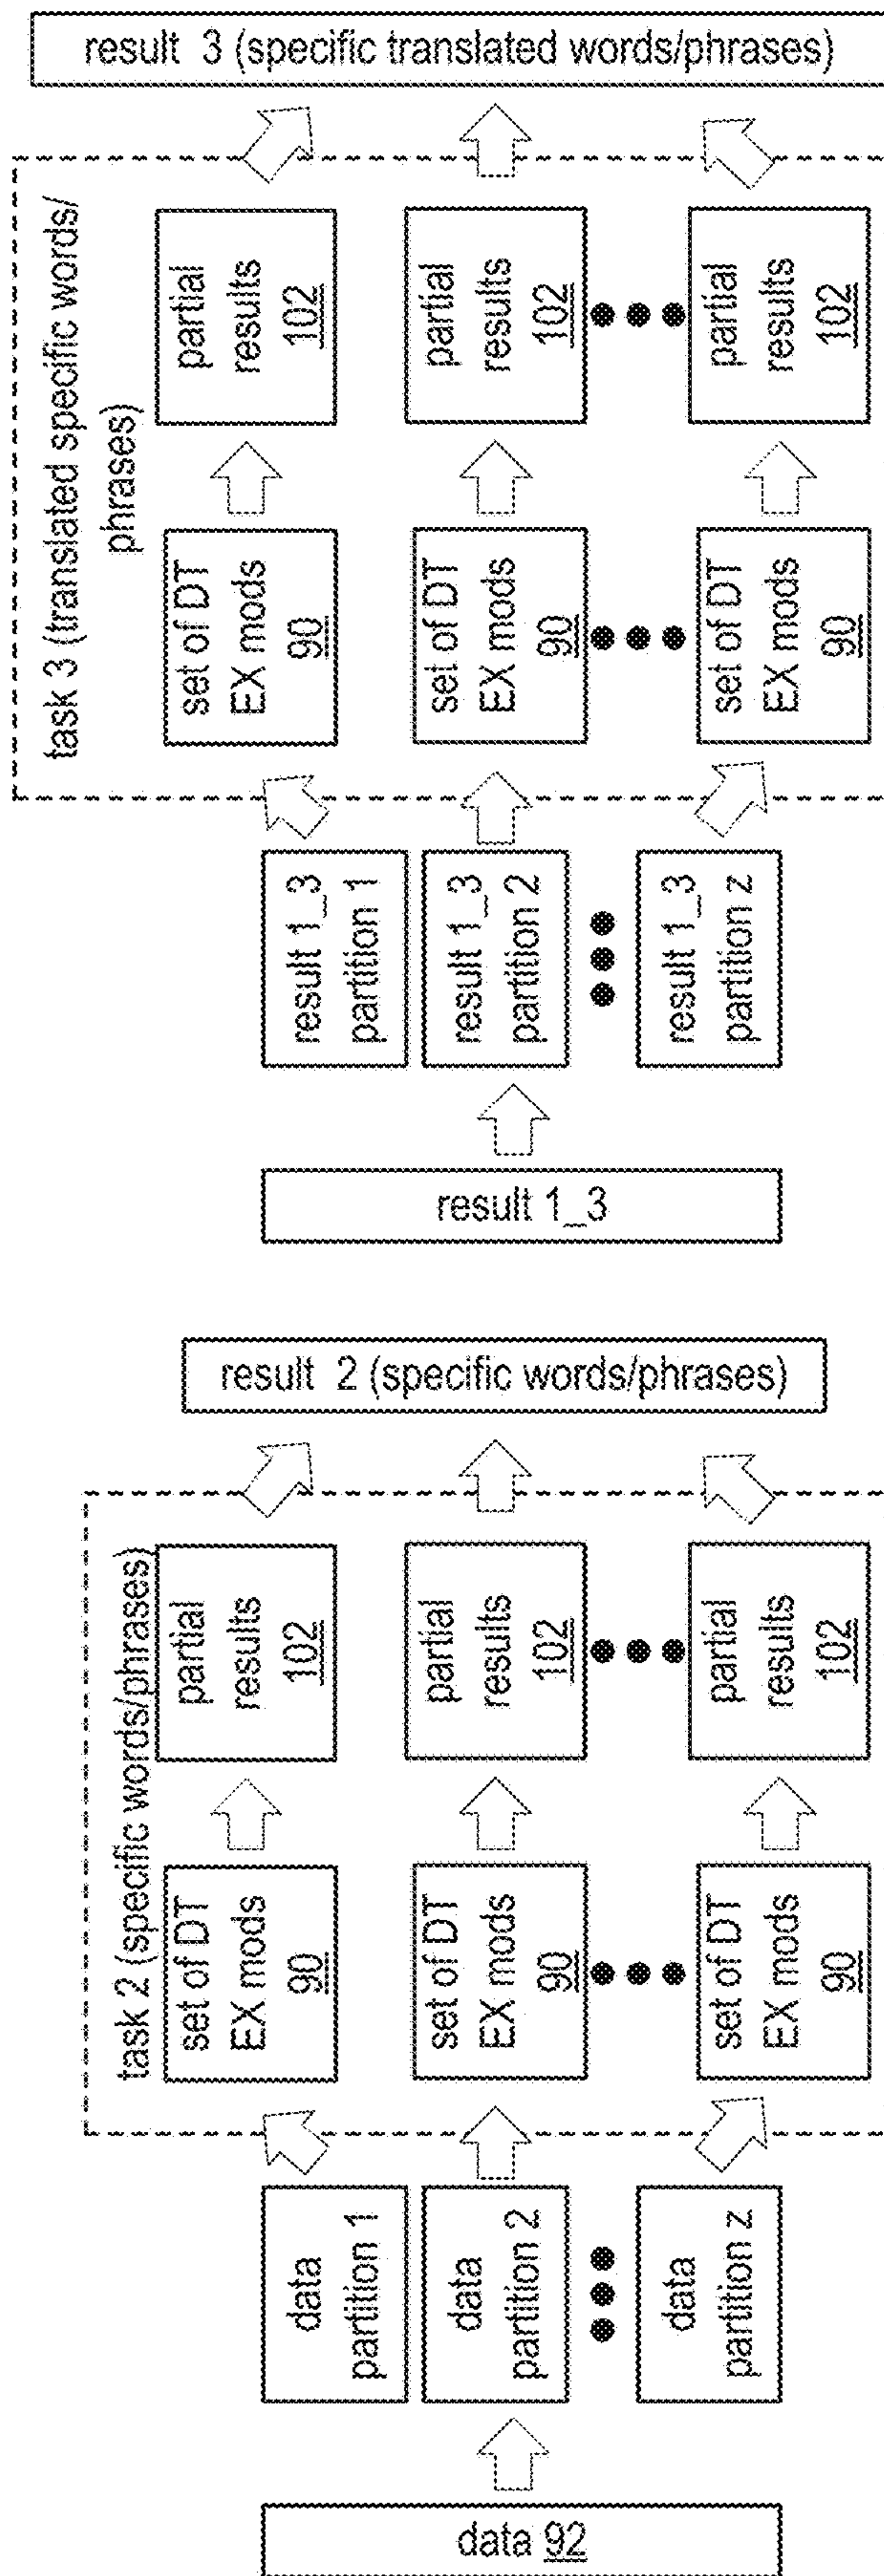 data 92
data
partition 1
data
partition 2
data
partition z
task 2 (specific words/phrases)
set of DT
EX mods
90
set of DT
EX mods
90
set of DT
EX mods
90
partial
results
102
partial
results
102
partial
results
102
result 2 (specific words/phrases)
result 1_3
result 1_3
partition 1
result 1_3
partition 2
result 1_3
partition z
task 3 (translated specific words/
phrases)
set of DT
EX mods
90
set of DT
EX mods
90
set of DT
EX mods
90
partial
results
102
partial
results
102
partial
results
102
result 3 (specific translated words/phrases)